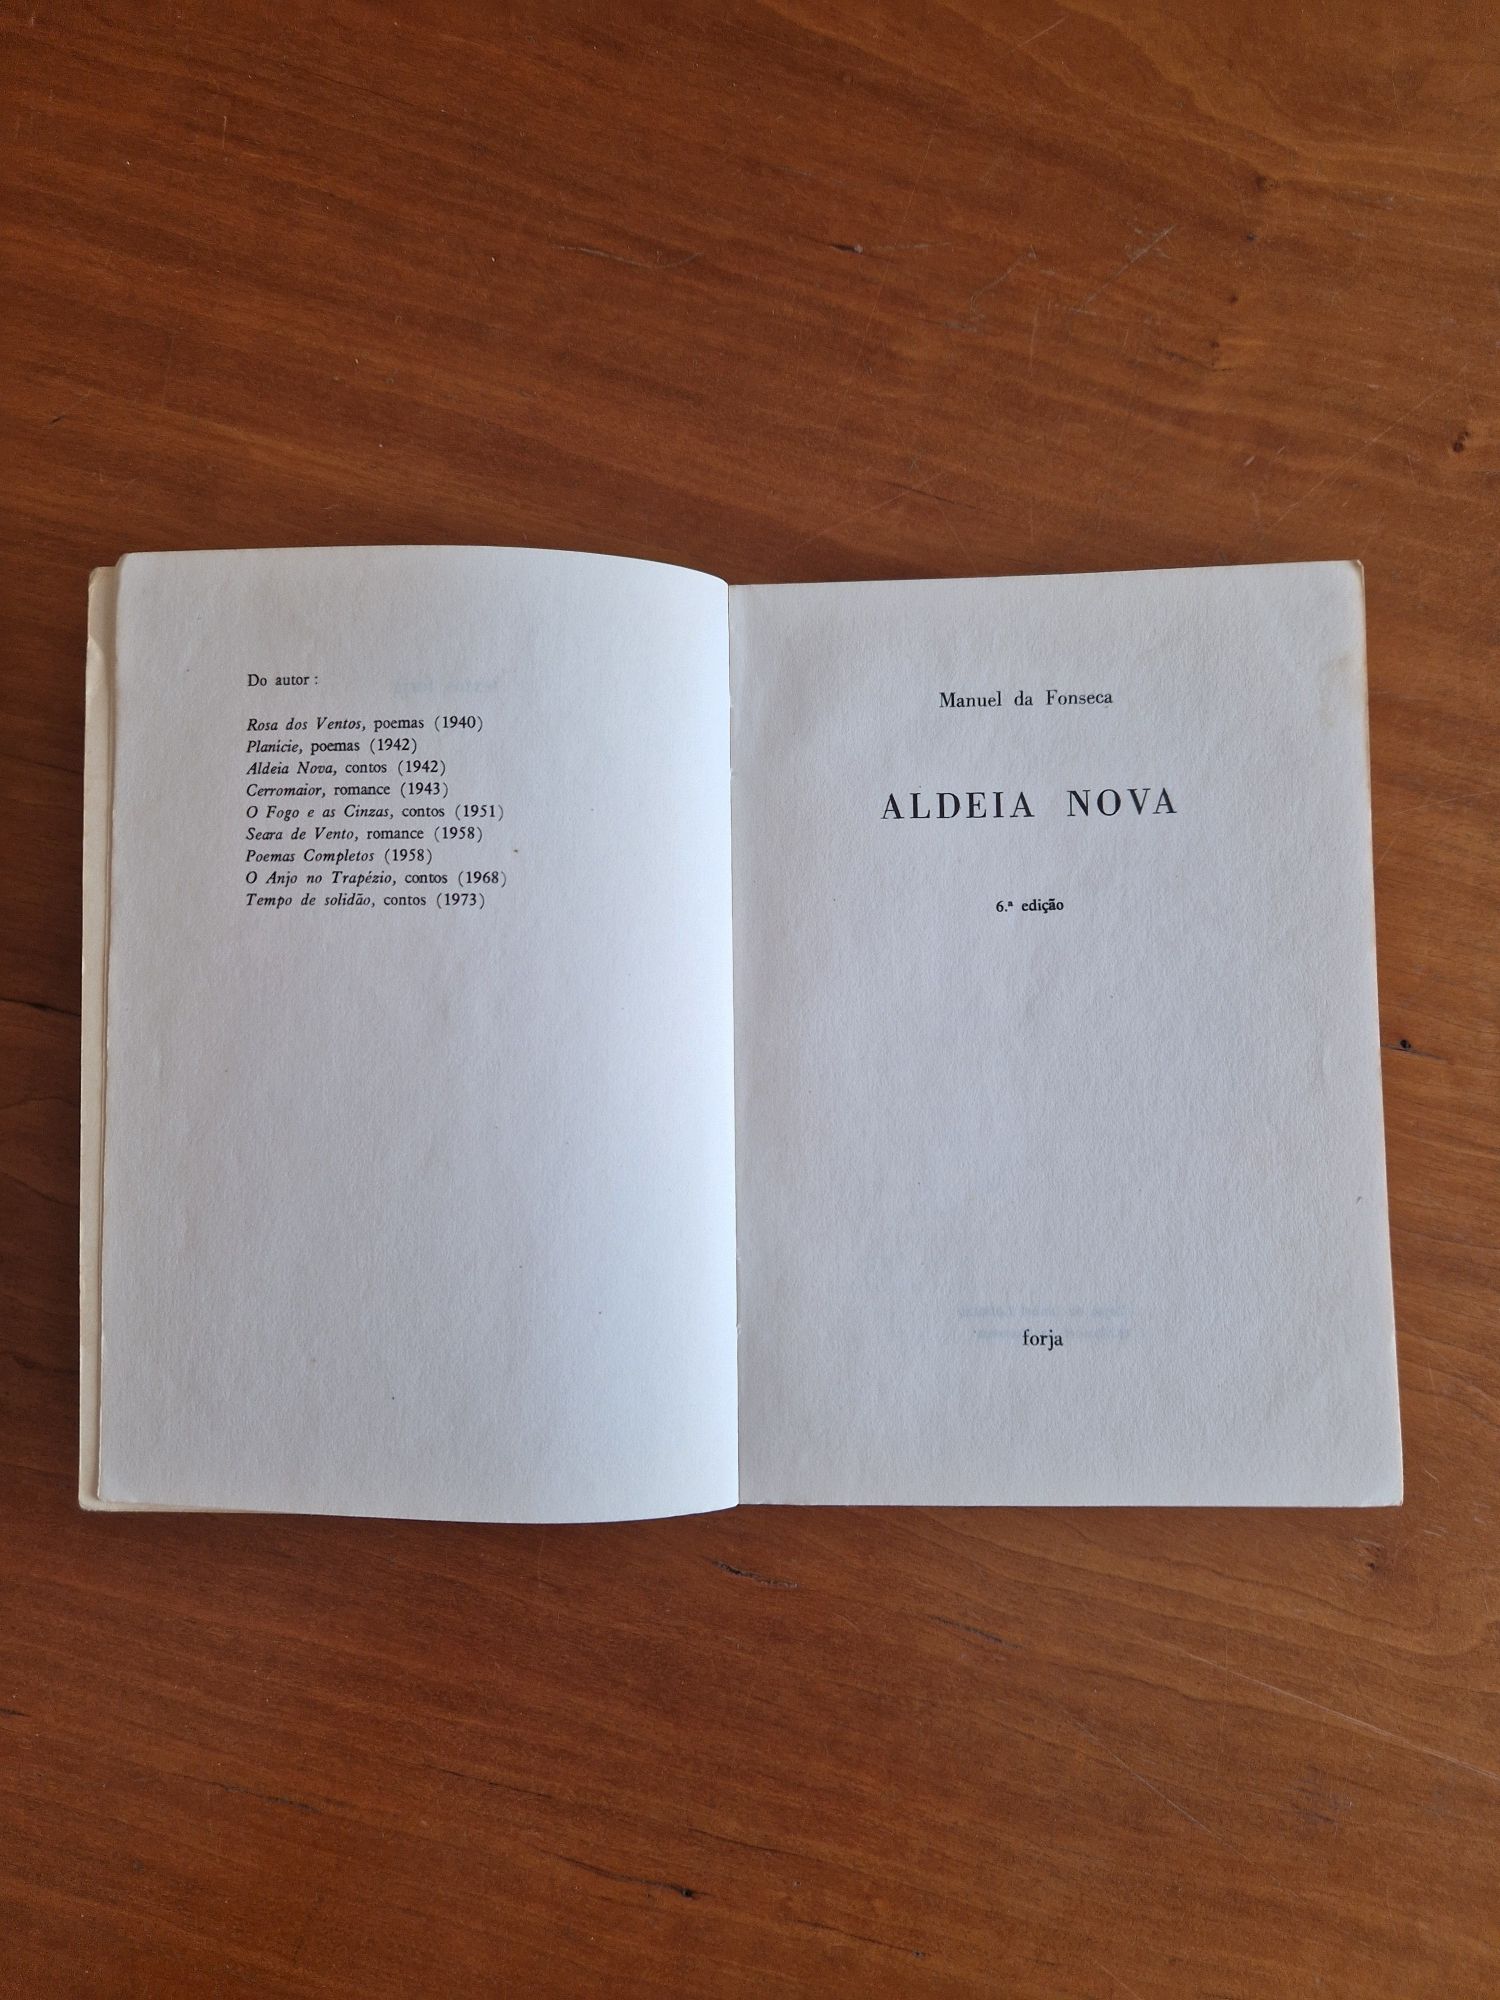 Do autor :
Rosa dos Ventos, poemas (1940)
Planície, poemas (1942)
Aldeia Nova, contos (1942)
Cerromaior, romance (1943)
O Fogo e as Cinzas, contos (1951)
Seara de Vento, romance (1958)
Poemas Completos (1958)
O Anjo no Trapézio, contos (1968)
Tempo de solidão, contos (1973)
Manuel da Fonseca
ALDEIA NOVA
6.ª edição
forja